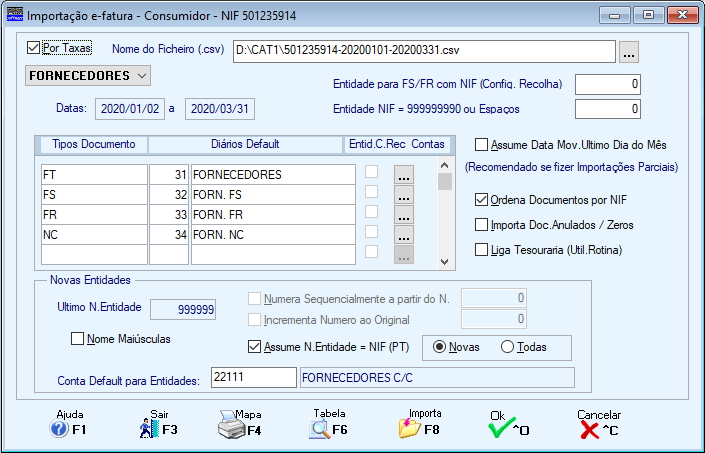 Importação e-fatura - Consumidor - NIF 501235914
Por Taxas
Nome do Ficheiro (.csv)
D:\CAT1\501235914-20200101-20200331.csv
...
FORNECEDORES
Entidade para FS/FR com NIF (Config. Recolha)
0
Datas:
2020/01/02
a
2020/03/31
Entidade NIF = 999999990 ou Espaços
0
Tipos Documento
Diários Default
Entid.C.Rec
Contas
Assume Data Mov.Ultimo Dia do Mês
(Recomendado se fizer Importações Parciais)
FT
31
FORNECEDORES
...
FS
32
FORN. FS
...
Ordena Documentos por NIF
FR
33
FORN. FR
...
Importa Doc.Anulados / Zeros
NC
34
FORN. NC
...
Liga Tesouraria (Util.Rotina)
...
Novas Entidades
Ultimo N.Entidade
999999
Numera Sequencialmente a partir do N.
0
Incrementa Numero ao Original
0
Nome Maiúsculas
Assume N.Entidade = NIF (PT)
Novas
Todas
Conta Default para Entidades:
22111
FORNECEDORES C/C
Ajuda
F1
Sair
F3
Mapa
F4
Tabela
F6
Importa
F8
Ok
^O
Cancelar
^C